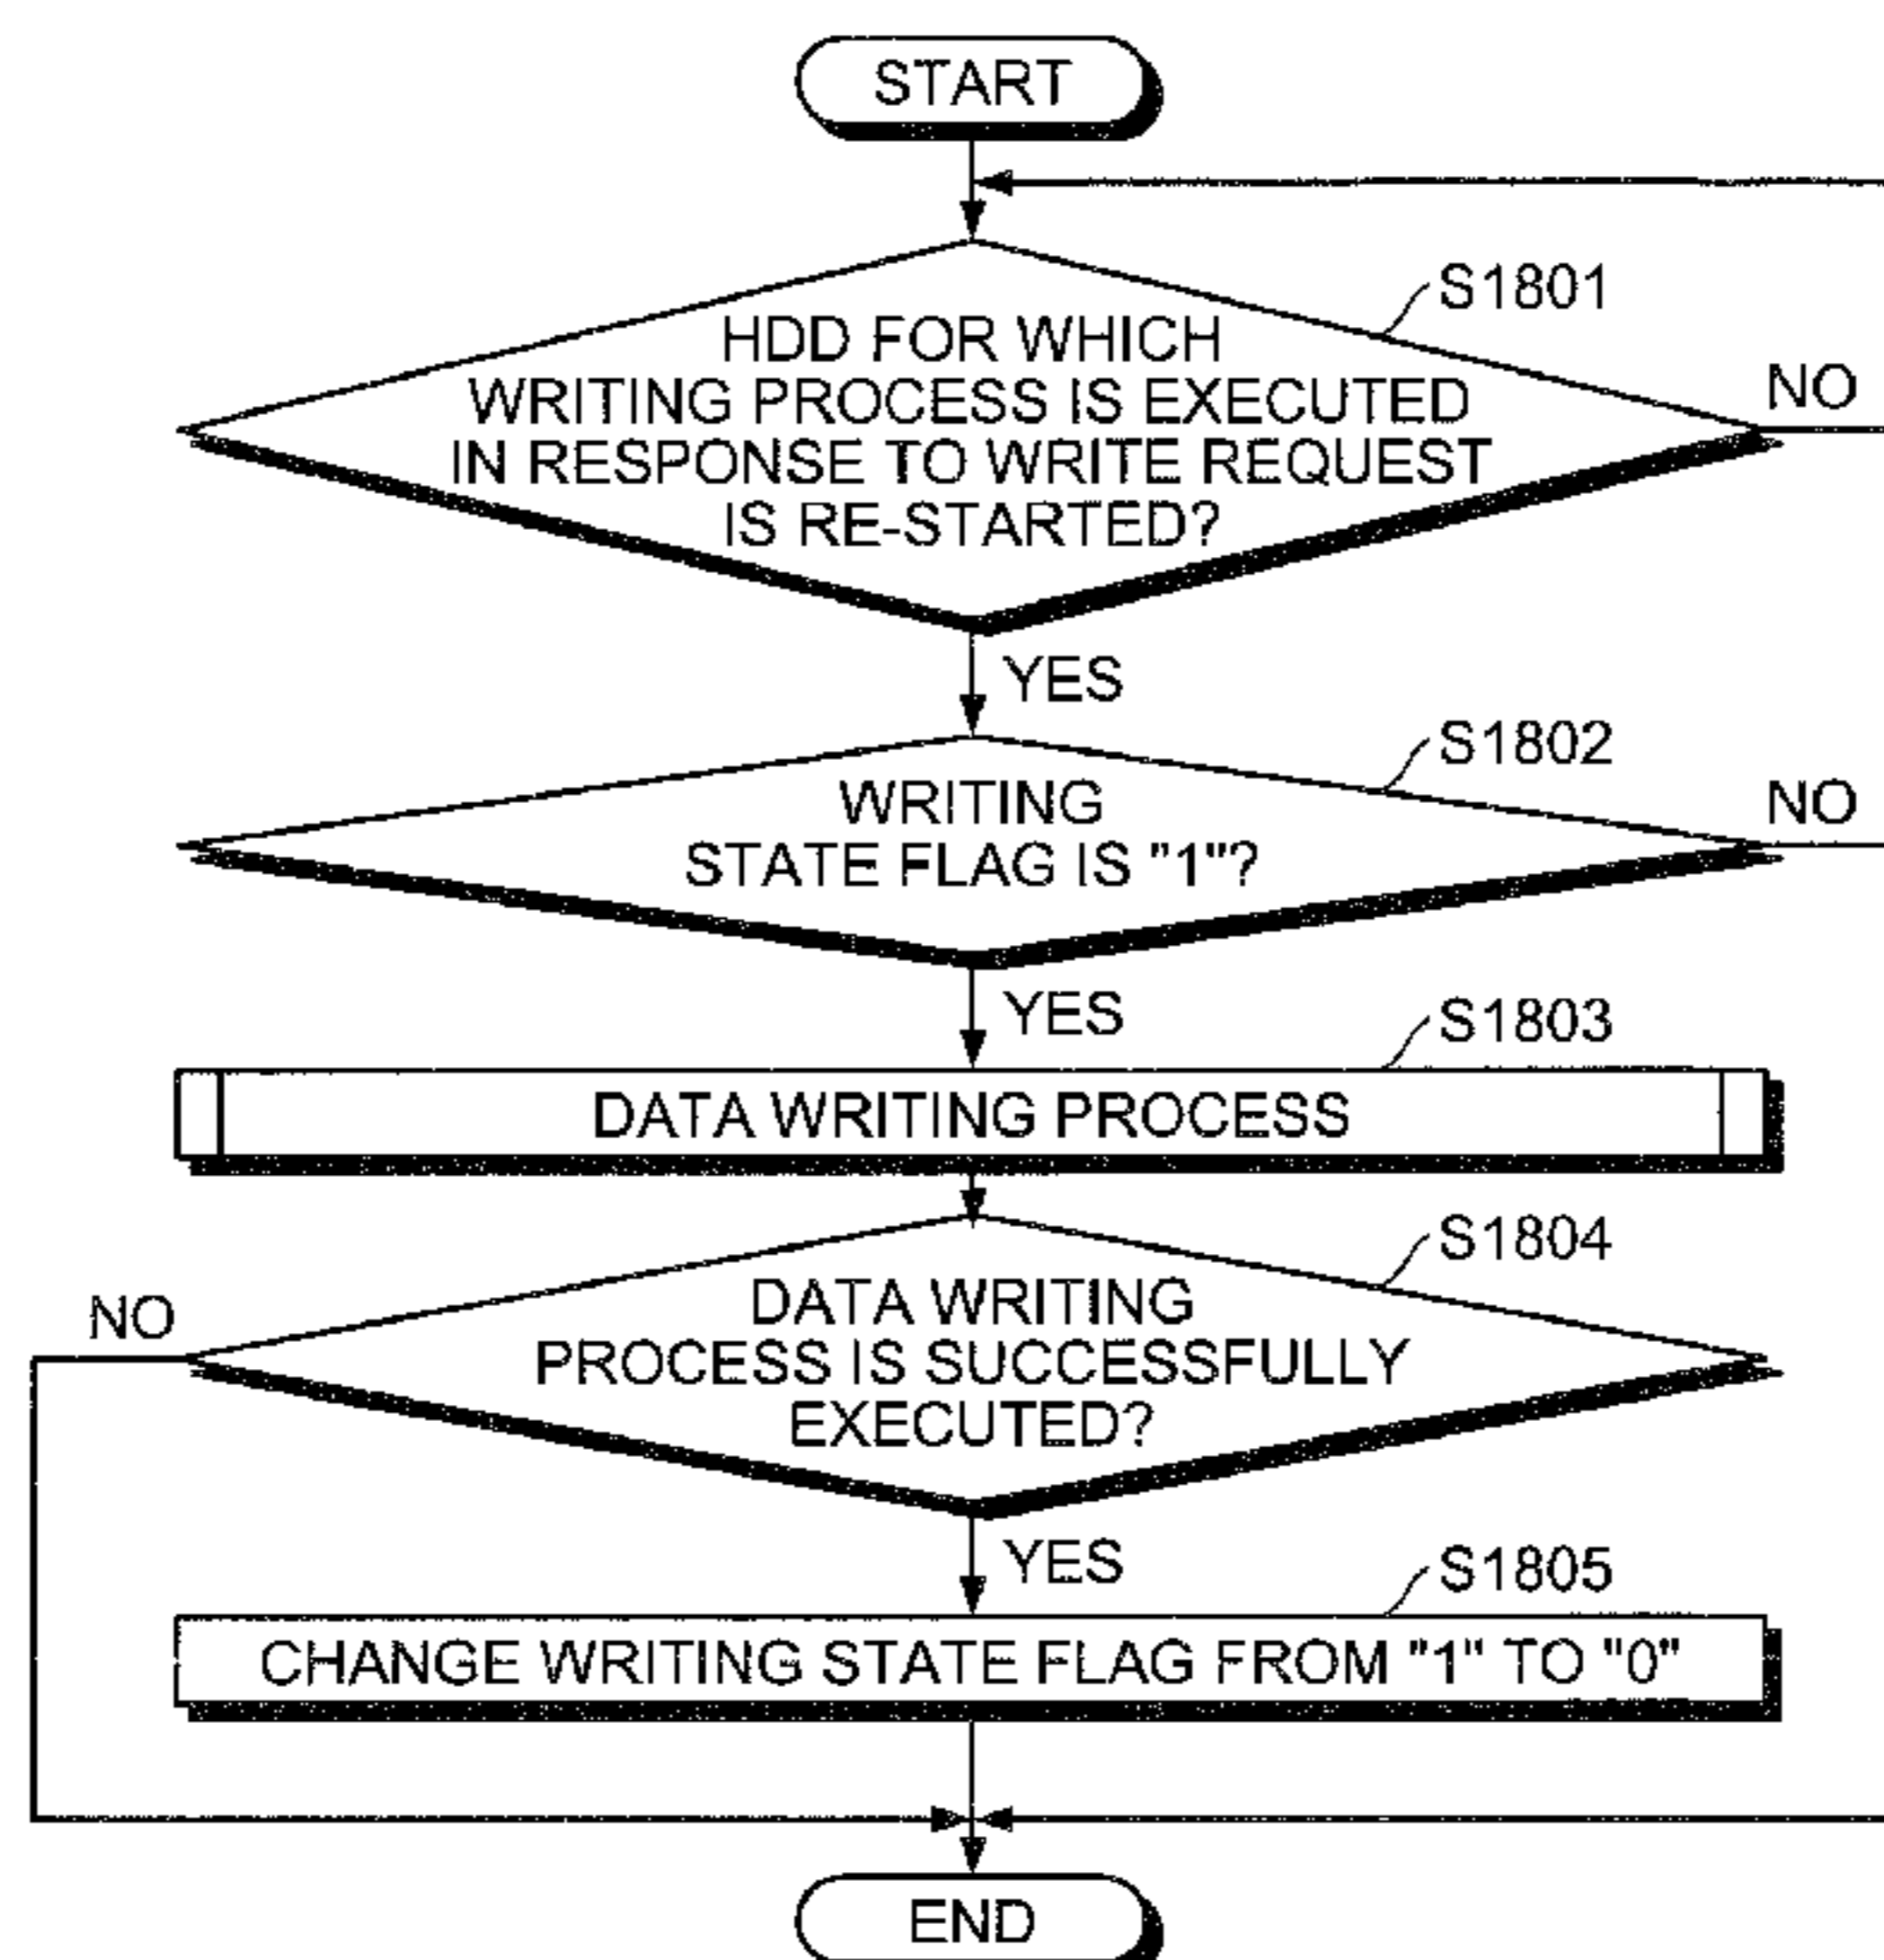 START
S1801
HDD FOR WHICH
WRITING PROCESS IS EXECUTED
IN RESPONSE TO WRITE REQUEST
IS RE-STARTED?
NO
YES
S1802
WRITING
STATE FLAG IS "1"?
NO
YES
S1803
DATA WRITING PROCESS
S1804
DATA WRITING
PROCESS IS SUCCESSFULLY
EXECUTED?
NO
YES
S1805
CHANGE WRITING STATE FLAG FROM "1" TO "0"
END